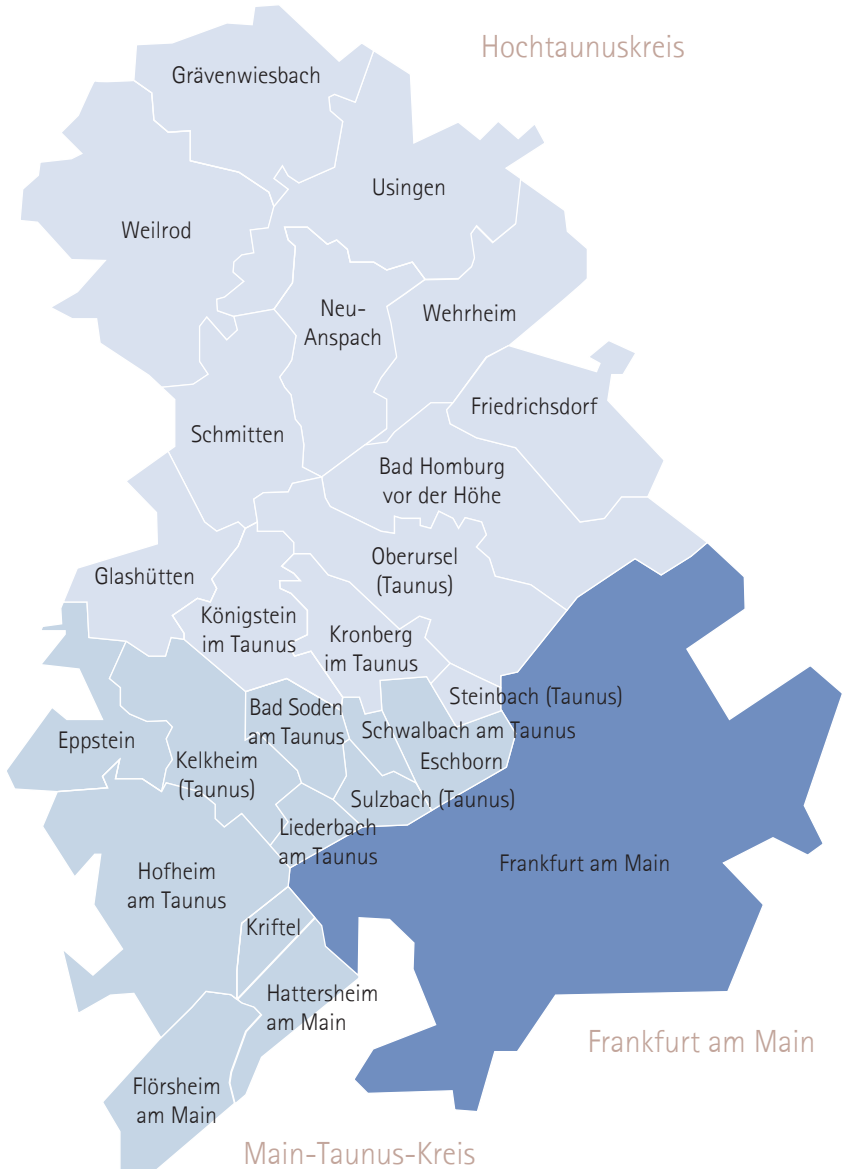 Hochtaunuskreis
Grävenwiesbach
Usingen
Weilrod
Neu-
Anspach
Wehrheim
Friedrichsdorf
Schmitten
Bad Homburg
vor der Höhe
Oberursel
(Taunus)
Glashütten
Königstein
im Taunus
Kronberg
im Taunus
Steinbach (Taunus)
Bad Soden
am Taunus
Schwalbach am Taunus
Eppstein
Kelkheim
(Taunus)
Eschborn
Sulzbach (Taunus)
Liederbach
am Taunus
Frankfurt am Main
Hofheim
am Taunus
Kriftel
Hattersheim
am Main
Frankfurt am Main
Flörsheim
am Main
Main-Taunus-Kreis